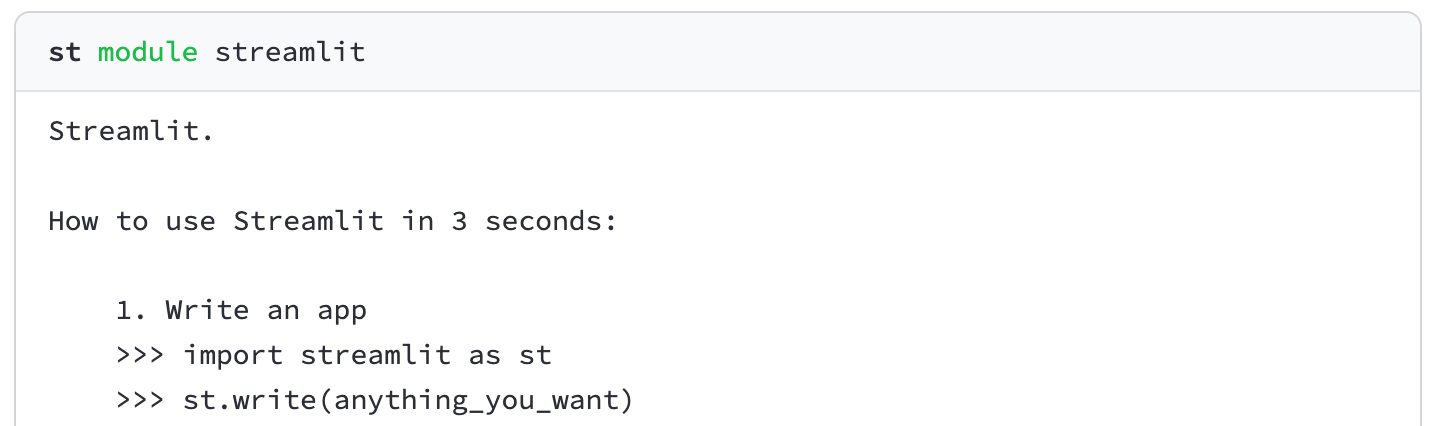 st module streamlit
Streamlit.
How to use Streamlit in 3 seconds:
1. Write an app
>>> import streamlit as st
>>> st.write(anything_you_want)